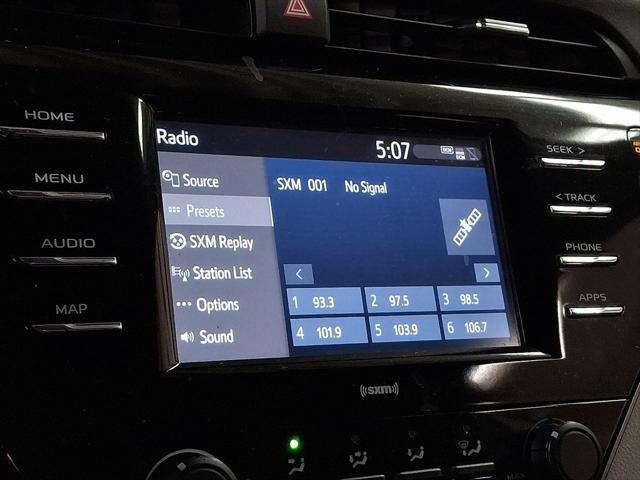 HOME
MENU
AUDIO
MAP
Radio
5:07
Source
Presets
SXM Replay
Station List
Options
Sound
SXM 001 No Signal
< >
1 93.3 2 97.5 3 98.5
4 101.9 5 103.9 6 106.7
SEEK >
< TRACK
PHONE
APPS
((sxm))